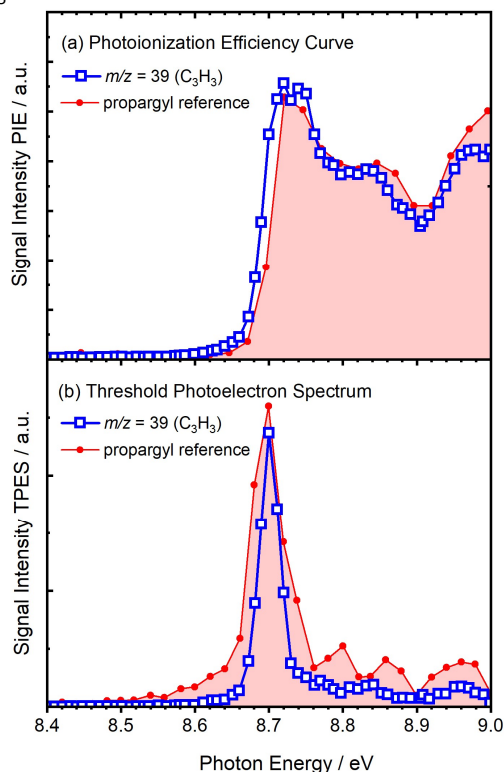 (a) Photoionization Efficiency Curve
m/z = 39 (C₃H₃)
propargyl reference
Signal Intensity PIE / a.u.
(b) Threshold Photoelectron Spectrum
m/z = 39 (C₃H₃)
propargyl reference
Signal Intensity TPES / a.u.
8.4 8.5 8.6 8.7 8.8 8.9 9.0
Photon Energy / eV